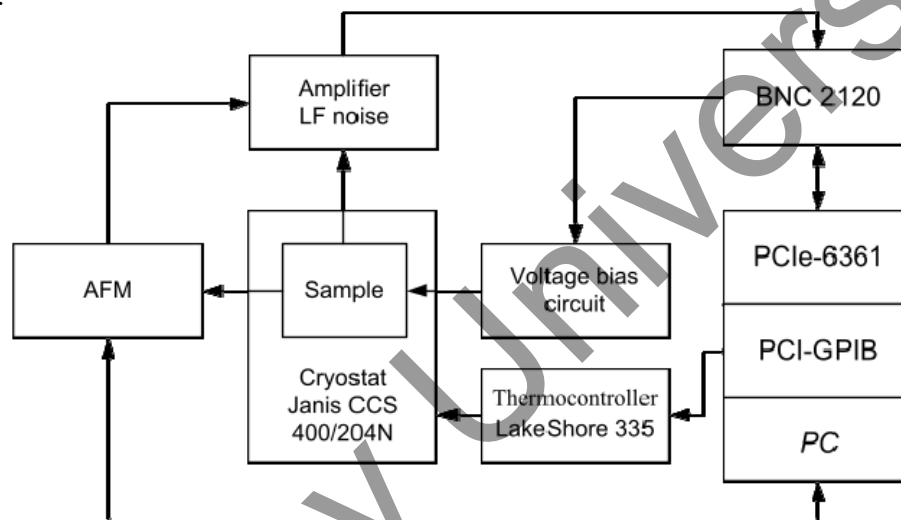 Amplifier
LF noise
BNC 2120
PCIe-6361
AFM
Sample
Voltage bias
circuit
PCI-GPIB
Cryostat
Janis CCS
400/204N
Thermocontroller
LakeShore 335
PC
y Univers